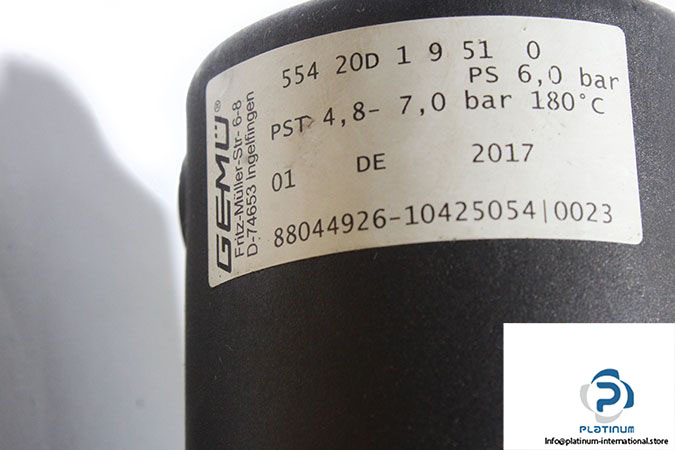 GEMÜ®
Fritz-Müller-Str- 6-8
D-74653 Ingelfingen
554 20D 1 9 51 0
PS 6,0 bar
PST 4,8- 7,0 bar 180°C
01 DE 2017
88044926-10425054|0023
PLATINUM
Info@platinum-international.store